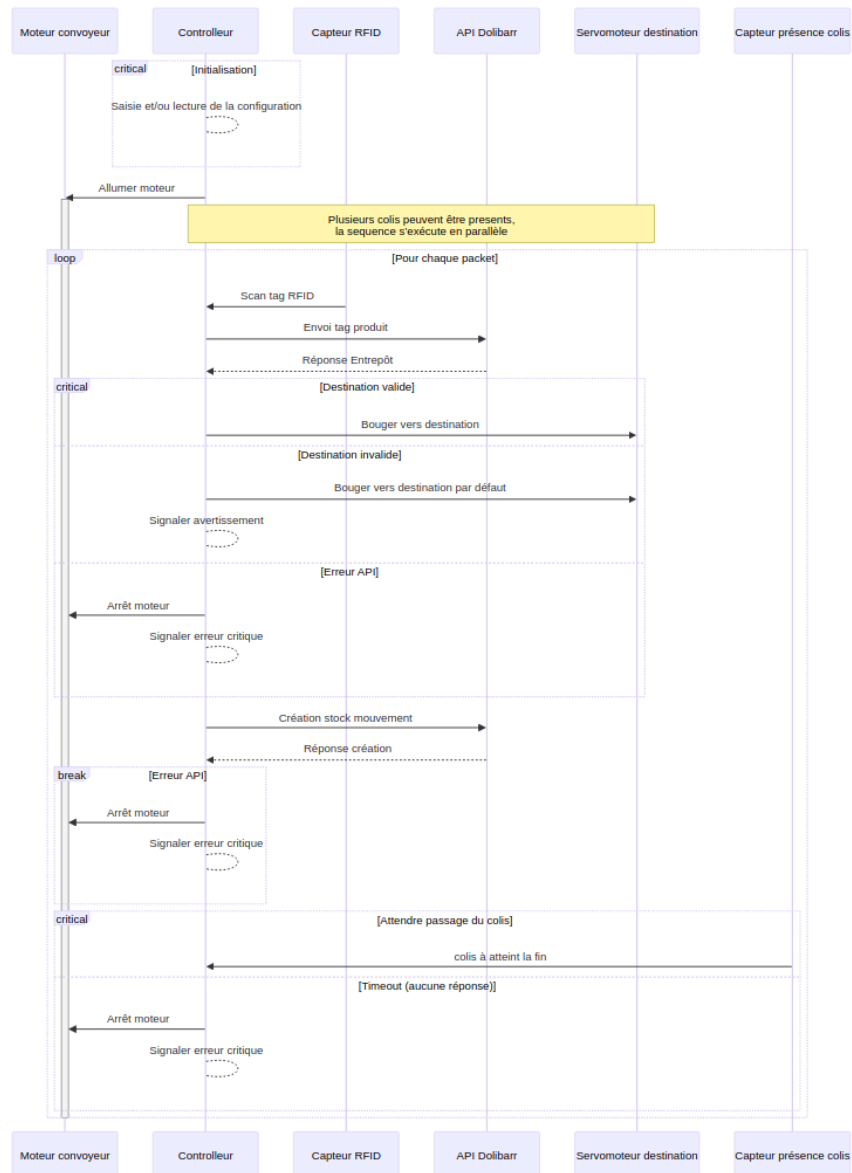 Moteur convoyeur
Controlleur
Capteur RFID
API Dolibarr
Servomoteur destination
Capteur présence colis
critical
[Initialisation]
Saisie et/ou lecture de la configuration
Allumer moteur
Plusieurs colis peuvent être presents,
la sequence s'exécute en parallèle
loop
[Pour chaque packet]
Scan tag RFID
Envoi tag produit
Réponse Entrepôt
critical
[Destination valide]
Bouger vers destination
[Destination invalide]
Bouger vers destination par défaut
Signaler avertissement
[Erreur API]
Arrêt moteur
Signaler erreur critique
Création stock mouvement
Réponse création
break
[Erreur API]
Arrêt moteur
Signaler erreur critique
critical
[Attendre passage du colis]
colis à atteint la fin
[Timeout (aucune réponse)]
Arrêt moteur
Signaler erreur critique
Moteur convoyeur
Controlleur
Capteur RFID
API Dolibarr
Servomoteur destination
Capteur présence colis